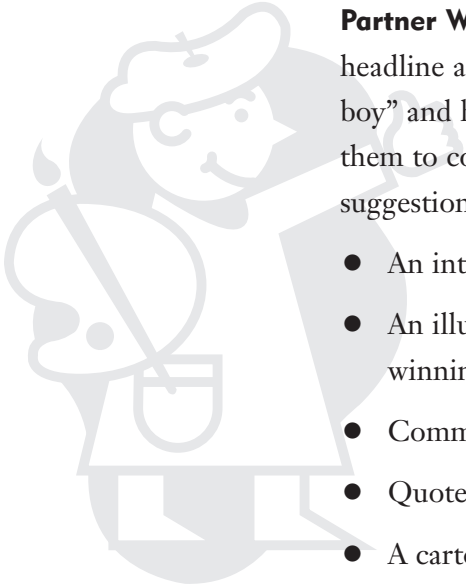 Partner W
headline a
boy” and h
them to co
suggestion
● An int
● An illu
winnin
● Comm
● Quote
● A carto